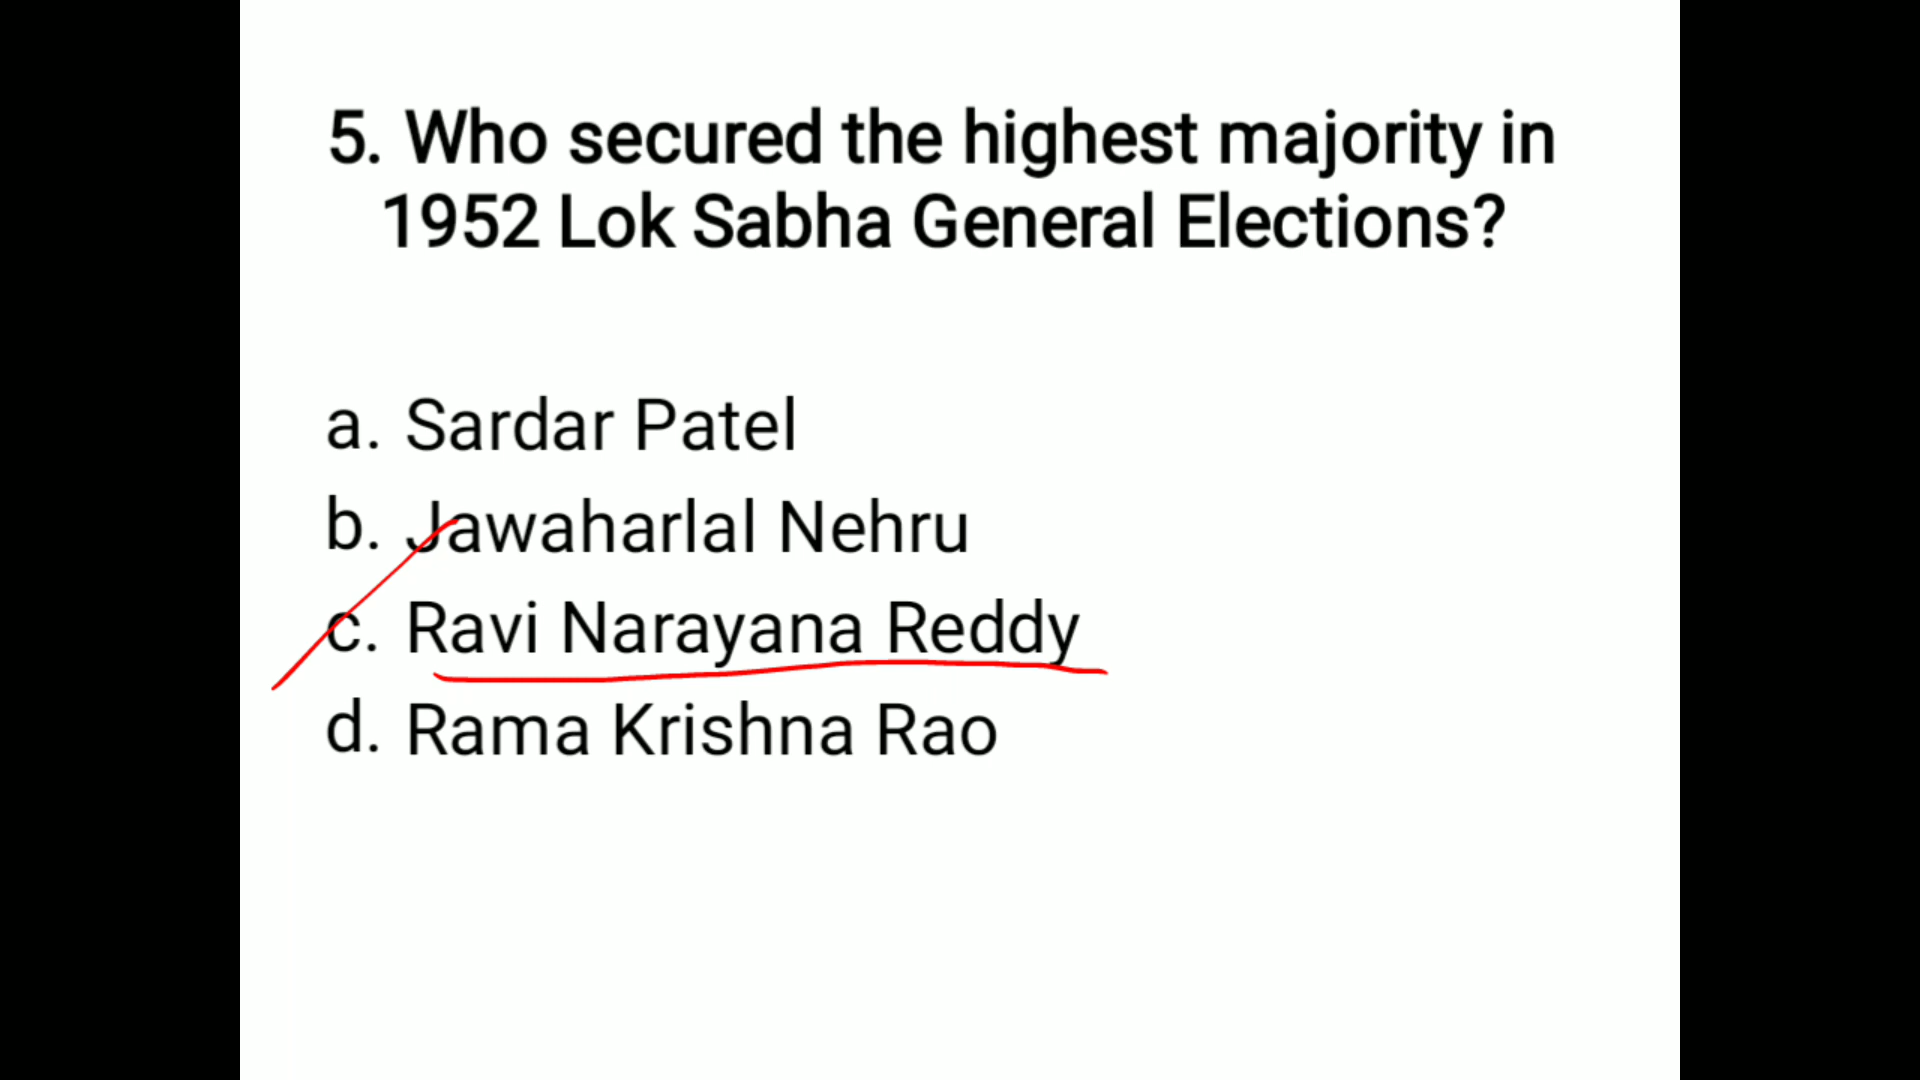 5. Who secured the highest majority in
1952 Lok Sabha General Elections?
a. Sardar Patel
b. Jawaharlal Nehru
c. Ravi Narayana Reddy
d. Rama Krishna Rao